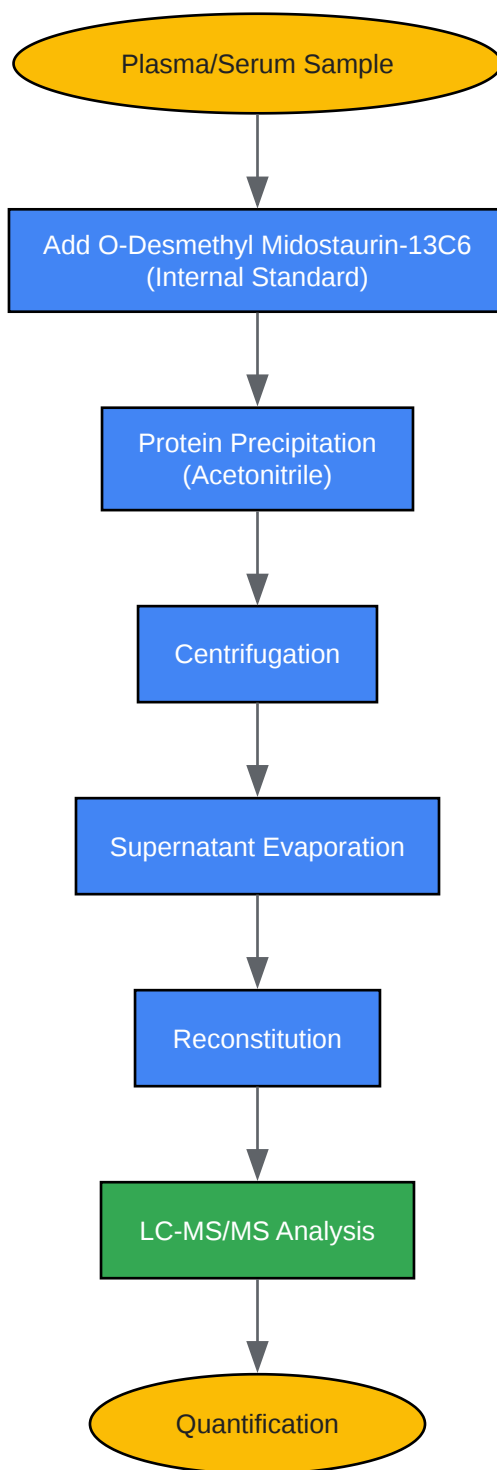 Plasma/Serum Sample
Add O-Desmethyl Midostaurin-13C6
(Internal Standard)
Protein Precipitation
(Acetonitrile)
Centrifugation
Supernatant Evaporation
Reconstitution
LC-MS/MS Analysis
Quantification